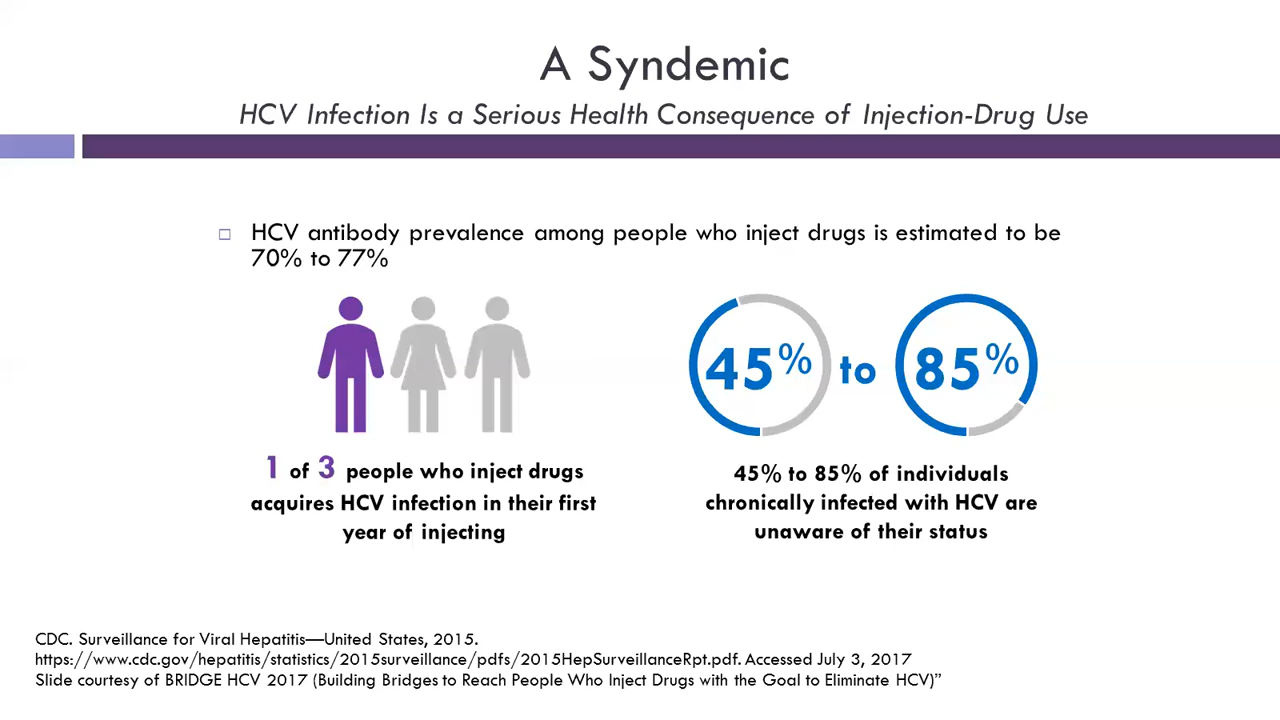 A Syndemic
HCV Infection Is a Serious Health Consequence of Injection-Drug Use
HCV antibody prevalence among people who inject drugs is estimated to be
70% to 77%
45% to 85%
1 of 3 people who inject drugs
acquires HCV infection in their first
year of injecting
45% to 85% of individuals
chronically infected with HCV are
unaware of their status
CDC. Surveillance for Viral Hepatitis—United States, 2015.
https://www.cdc.gov/hepatitis/statistics/2015surveillance/pdfs/2015HepSurveillanceRpt.pdf. Accessed July 3, 2017
Slide courtesy of BRIDGE HCV 2017 (Building Bridges to Reach People Who Inject Drugs with the Goal to Eliminate HCV)”